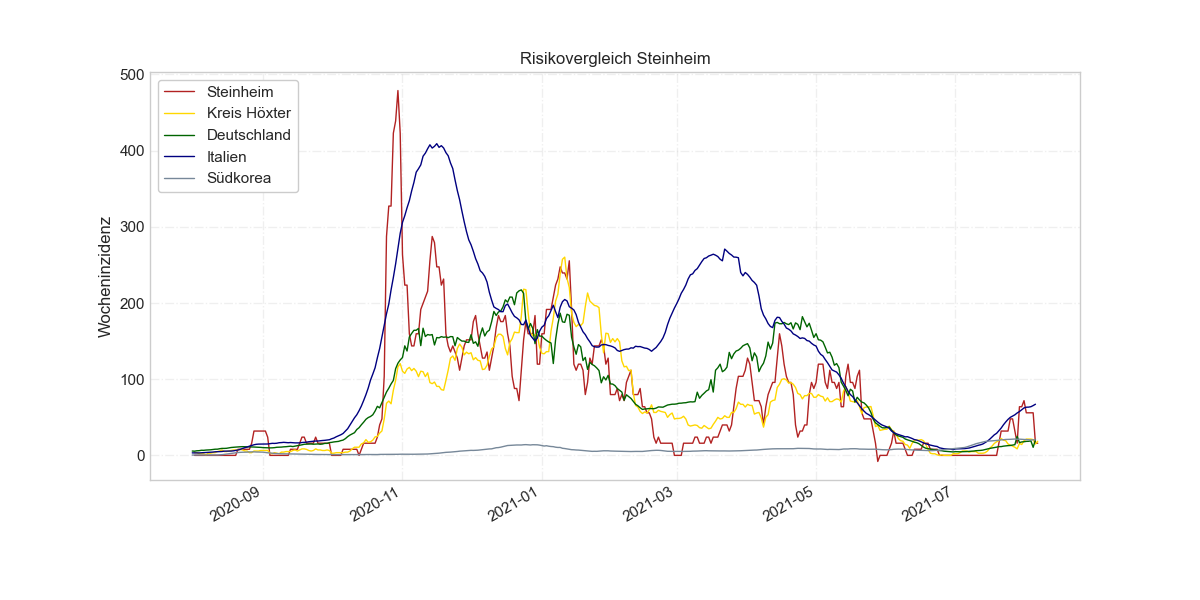 Risikovergleich Steinheim
Wocheninzidenz
500
400
300
200
100
0
Steinheim
Kreis Höxter
Deutschland
Italien
Südkorea
2020-09
2020-11
2021-01
2021-03
2021-05
2021-07